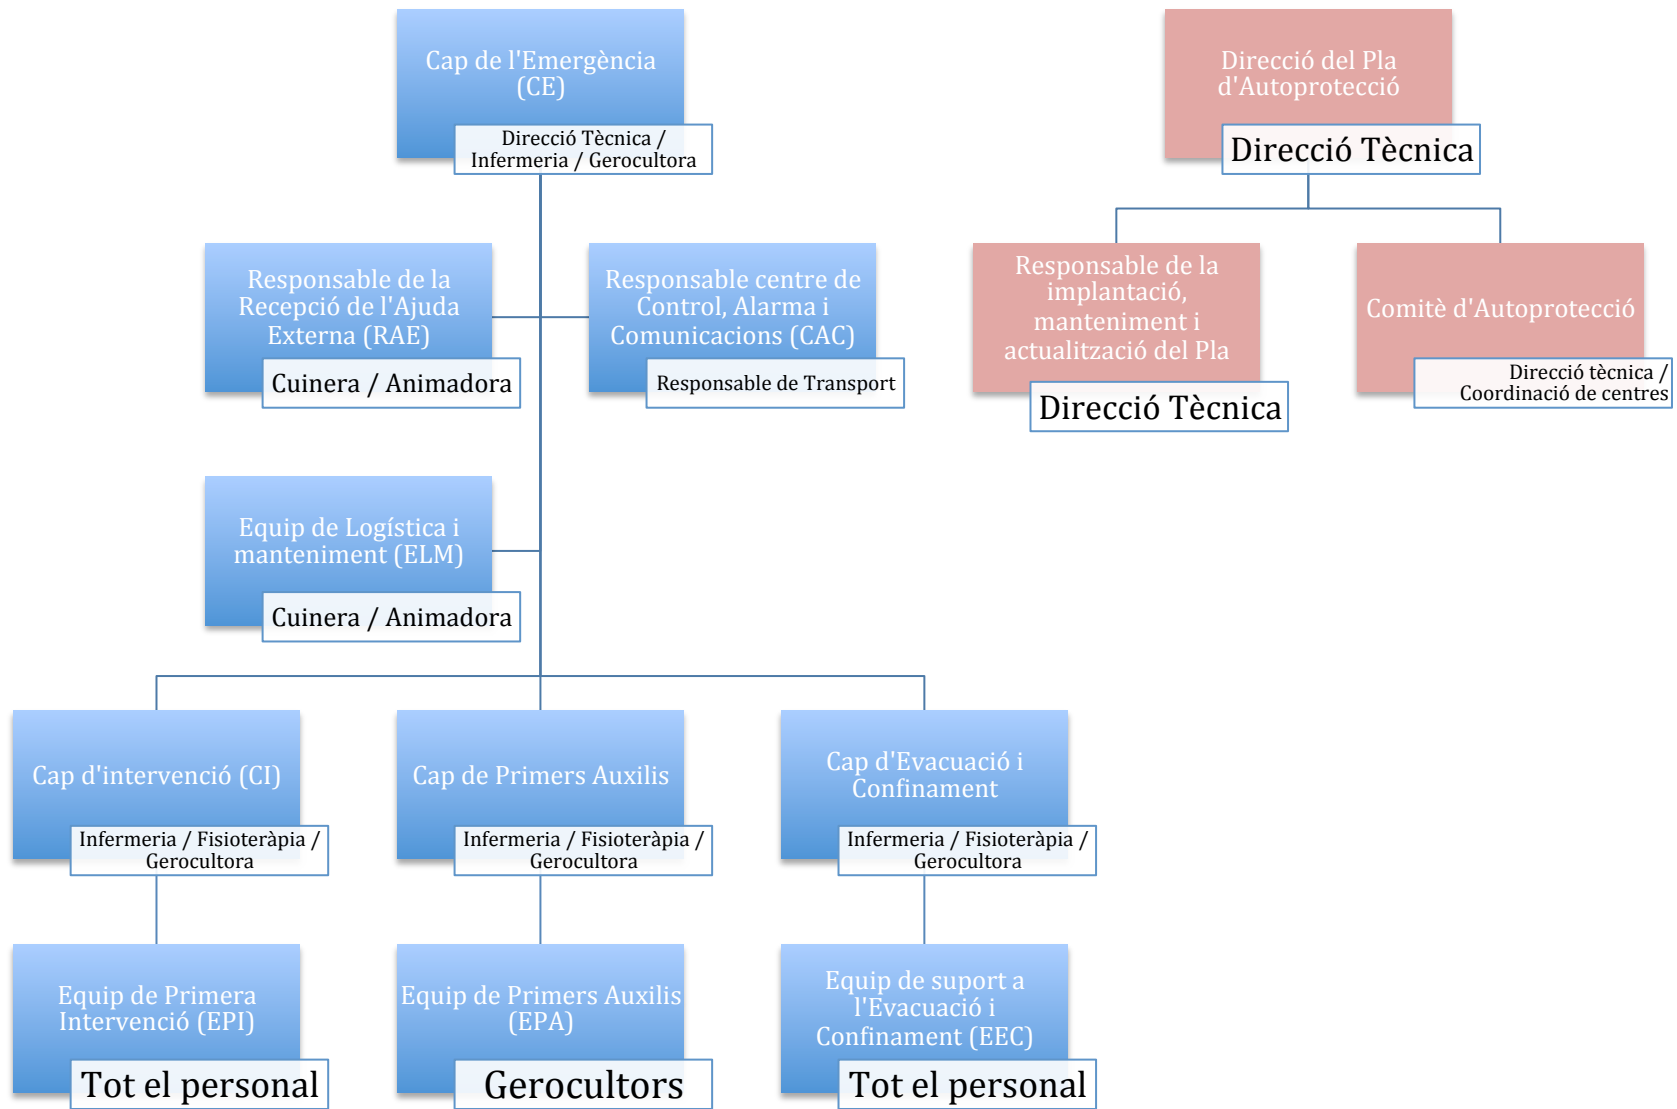 Cap de l'Emergència
(CE)
Direcció Tècnica /
Infermeria / Gerocultora
Direcció del Pla
d'Autoprotecció
Direcció Tècnica
Responsable de la
Recepció de l'Ajuda
Externa (RAE)
Cuinera / Animadora
Responsable centre de
Control, Alarma i
Comunicacions (CAC)
Responsable de Transport
Responsable de la
implantació,
manteniment i
actualització del Pla
Direcció Tècnica
Comitè d'Autoprotecció
Direcció tècnica /
Coordinació de centres
Equip de Logística i
manteniment (ELM)
Cuinera / Animadora
Cap d'intervenció (CI)
Infermeria / Fisioteràpia /
Gerocultora
Cap de Primers Auxilis
Infermeria / Fisioteràpia /
Gerocultora
Cap d'Evacuació i
Confinament
Infermeria / Fisioteràpia /
Gerocultora
Equip de Primera
Intervenció (EPI)
Tot el personal
Equip de Primers Auxilis
(EPA)
Gerocultors
Equip de suport a
l'Evacuació i
Confinament (EEC)
Tot el personal